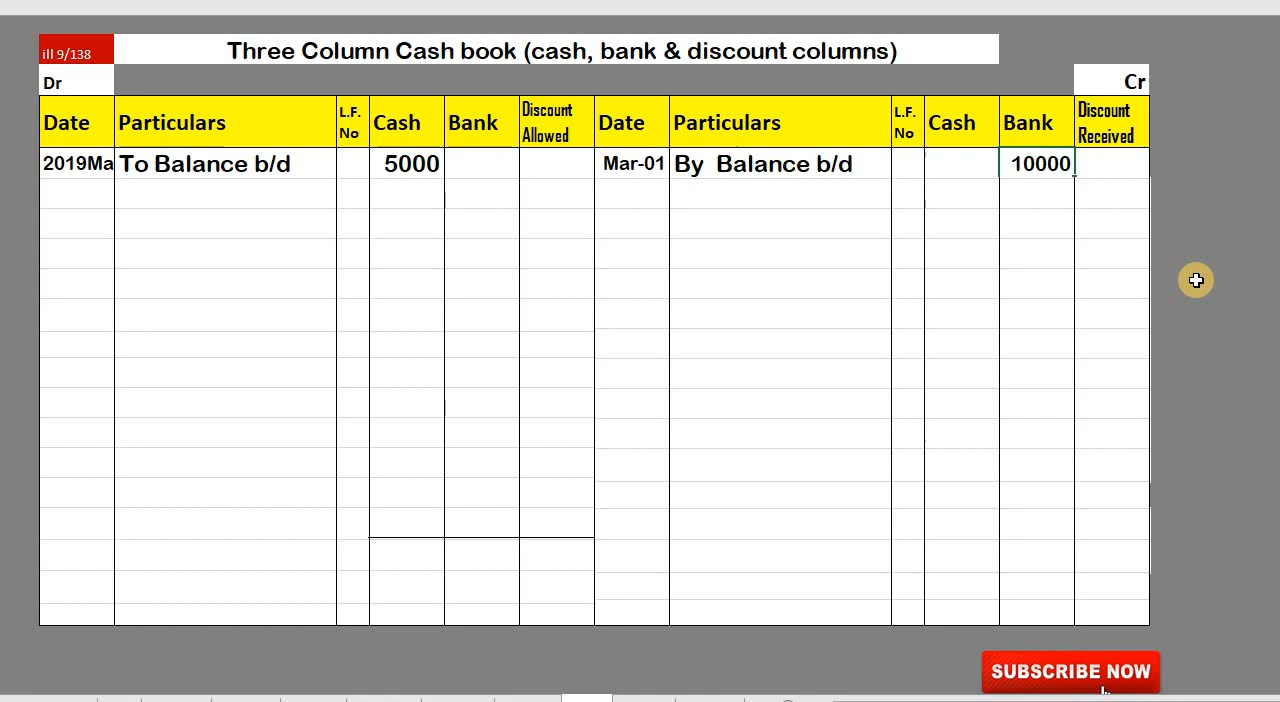 ill 9/138
Three Column Cash book (cash, bank & discount columns)
Dr
Cr
Date Particulars L.F. No Cash Bank Discount Allowed Date Particulars L.F. No Cash Bank Discount Received
2019Ma To Balance b/d 5000 Mar-01 By Balance b/d 10000
SUBSCRIBE NOW